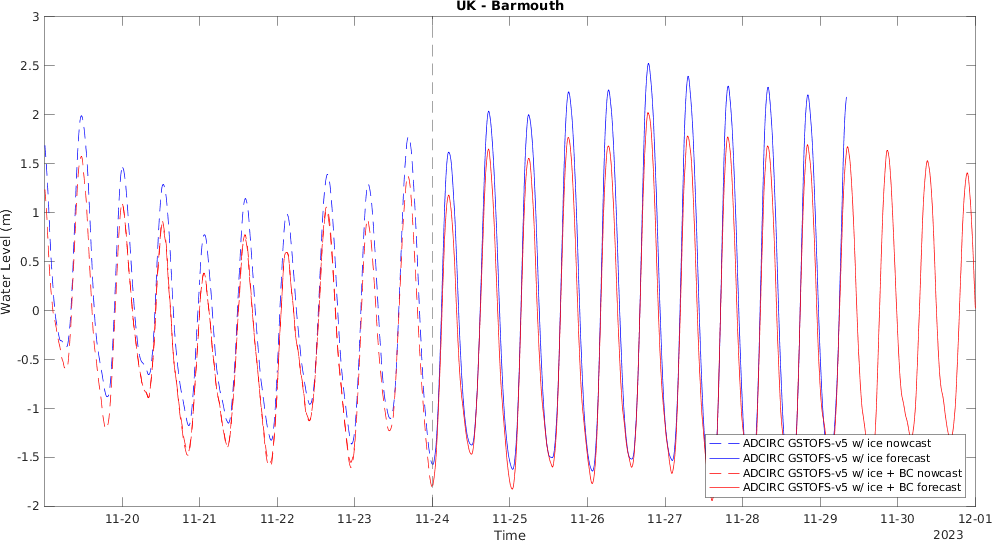 UK - Barmouth
Water Level (m)
3
2.5
2
1.5
1
0.5
0
-0.5
-1
-1.5
-2
ADCIRC GSTOFS-v5 w/ ice nowcast
ADCIRC GSTOFS-v5 w/ ice forecast
ADCIRC GSTOFS-v5 w/ ice + BC nowcast
ADCIRC GSTOFS-v5 w/ ice + BC forecast
11-20 11-21 11-22 11-23 11-24 11-25 11-26 11-27 11-28 11-29 11-30 12-01
Time
2023